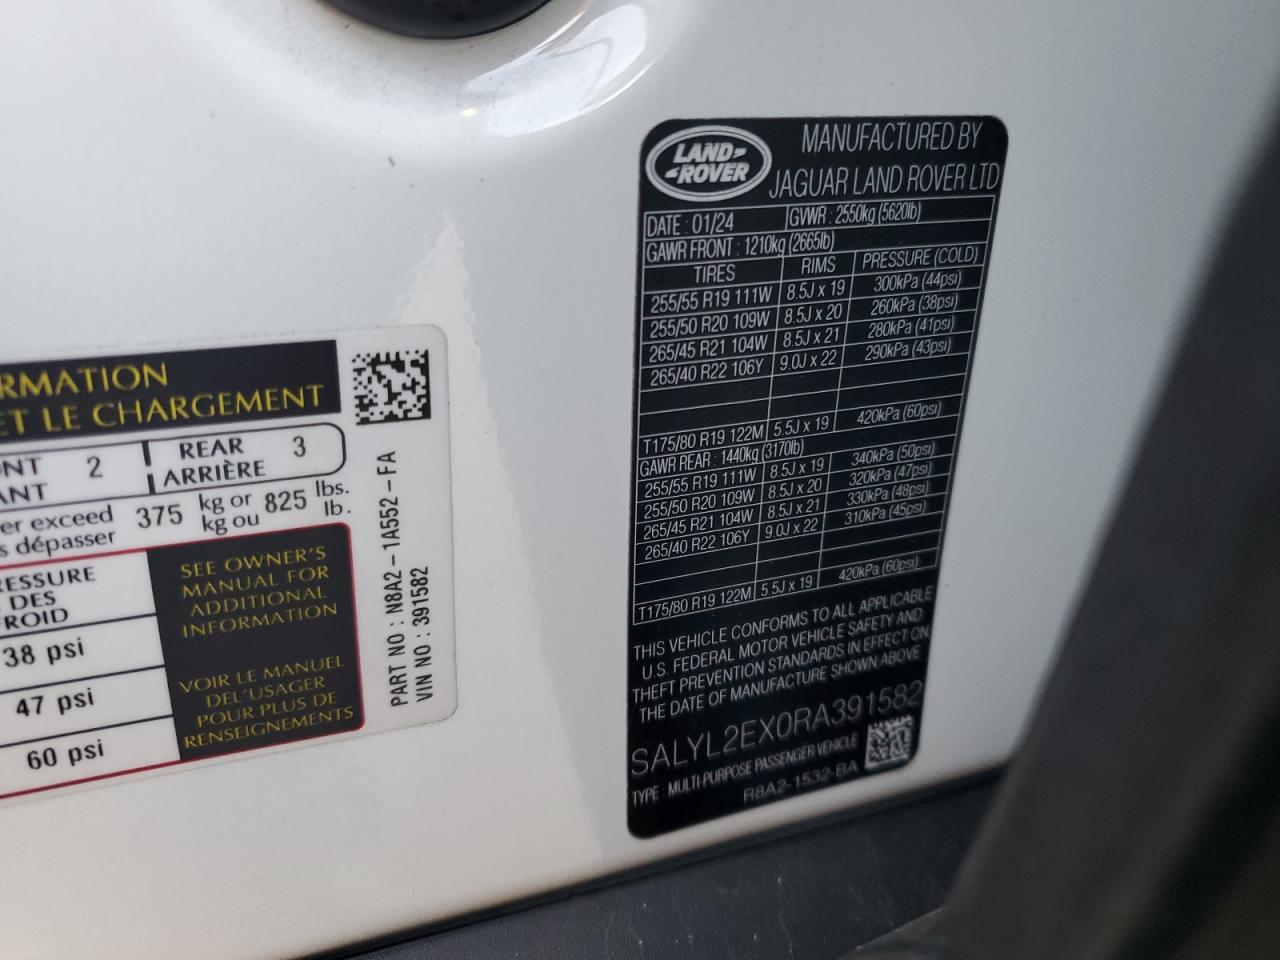 RMATION
ET LE CHARGEMENT
NT 2 REAR 3
ANT ARRIÈRE
er exceed 375 kg or 825 lbs.
s dépasser kg ou lb.
RESSURE
DES
ROID
38 psi
47 psi
60 psi
SEE OWNER'S
MANUAL FOR
ADDITIONAL
INFORMATION
VOIR LE MANUEL
DEL'USAGER
POUR PLUS DE
RENSEIGNEMENTS
PART NO : N8A2-1A552-FA
VIN NO : 391582
LAND-
-ROVER
MANUFACTURED BY
JAGUAR LAND ROVER LTD
DATE : 01/24 GVWR : 2550kg (5620lb)
GAWR FRONT : 1210kg (2665lb)
TIRES RIMS PRESSURE (COLD)
255/55 R19 111W 8.5J x 19 300kPa (44psi)
255/50 R20 109W 8.5J x 20 260kPa (38psi)
265/45 R21 104W 8.5J x 21 280kPa (41psi)
265/40 R22 106Y 9.0J x 22 290kPa (43psi)
T175/80 R19 122M 5.5J x 19 420kPa (60psi)
GAWR REAR : 1440kg (3170lb)
255/55 R19 111W 8.5J x 19 340kPa (50psi)
255/50 R20 109W 8.5J x 20 320kPa (47psi)
265/45 R21 104W 8.5J x 21 330kPa (48psi)
265/40 R22 106Y 9.0J x 22 310kPa (45psi)
T175/80 R19 122M 5.5J x 19 420kPa (60psi)
THIS VEHICLE CONFORMS TO ALL APPLICABLE
U.S. FEDERAL MOTOR VEHICLE SAFETY AND
THEFT PREVENTION STANDARDS IN EFFECT ON
THE DATE OF MANUFACTURE SHOWN ABOVE
SALYL2EX0RA391582
TYPE : MULTI-PURPOSE PASSENGER VEHICLE
R8A2-1532-BA